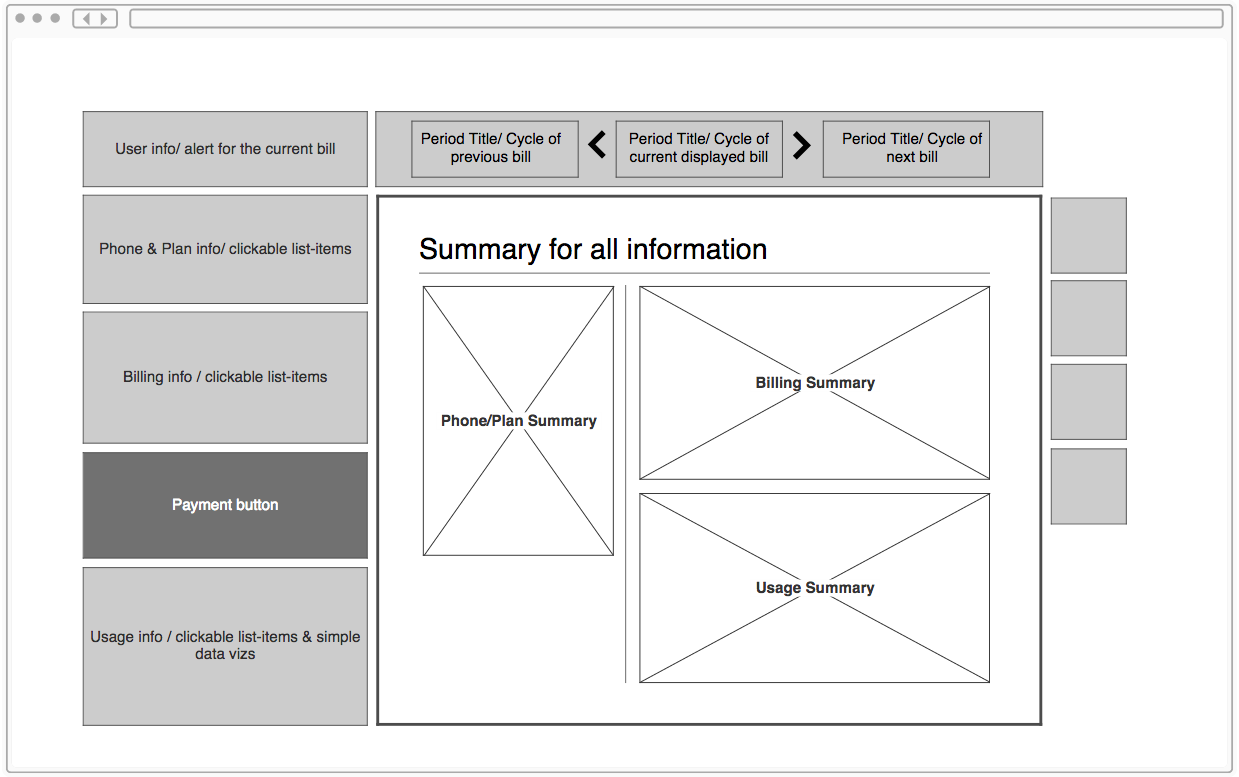 User info/ alert for the current bill
Period Title/ Cycle of
previous bill
Period Title/ Cycle of
current displayed bill
Period Title/ Cycle of
next bill
Phone & Plan info/ clickable list-items
Billing info / clickable list-items
Payment button
Usage info / clickable list-items & simple
data vizs
Summary for all information
Phone/Plan Summary
Billing Summary
Usage Summary